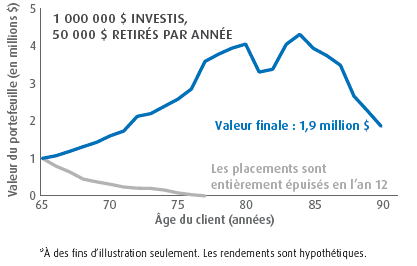 1 000 000 $ INVESTIS,
50 000 $ RETIRÉS PAR ANNÉE
Valeur du portefeuille (en millions $)
5
4
3
2
1
0
Valeur finale : 1,9 million $
Les placements sont
entièrement épuisés en l'an 12
65 70 75 80 85 90
Âge du client (années)
*À des fins d'illustration seulement. Les rendements sont hypothétiques.